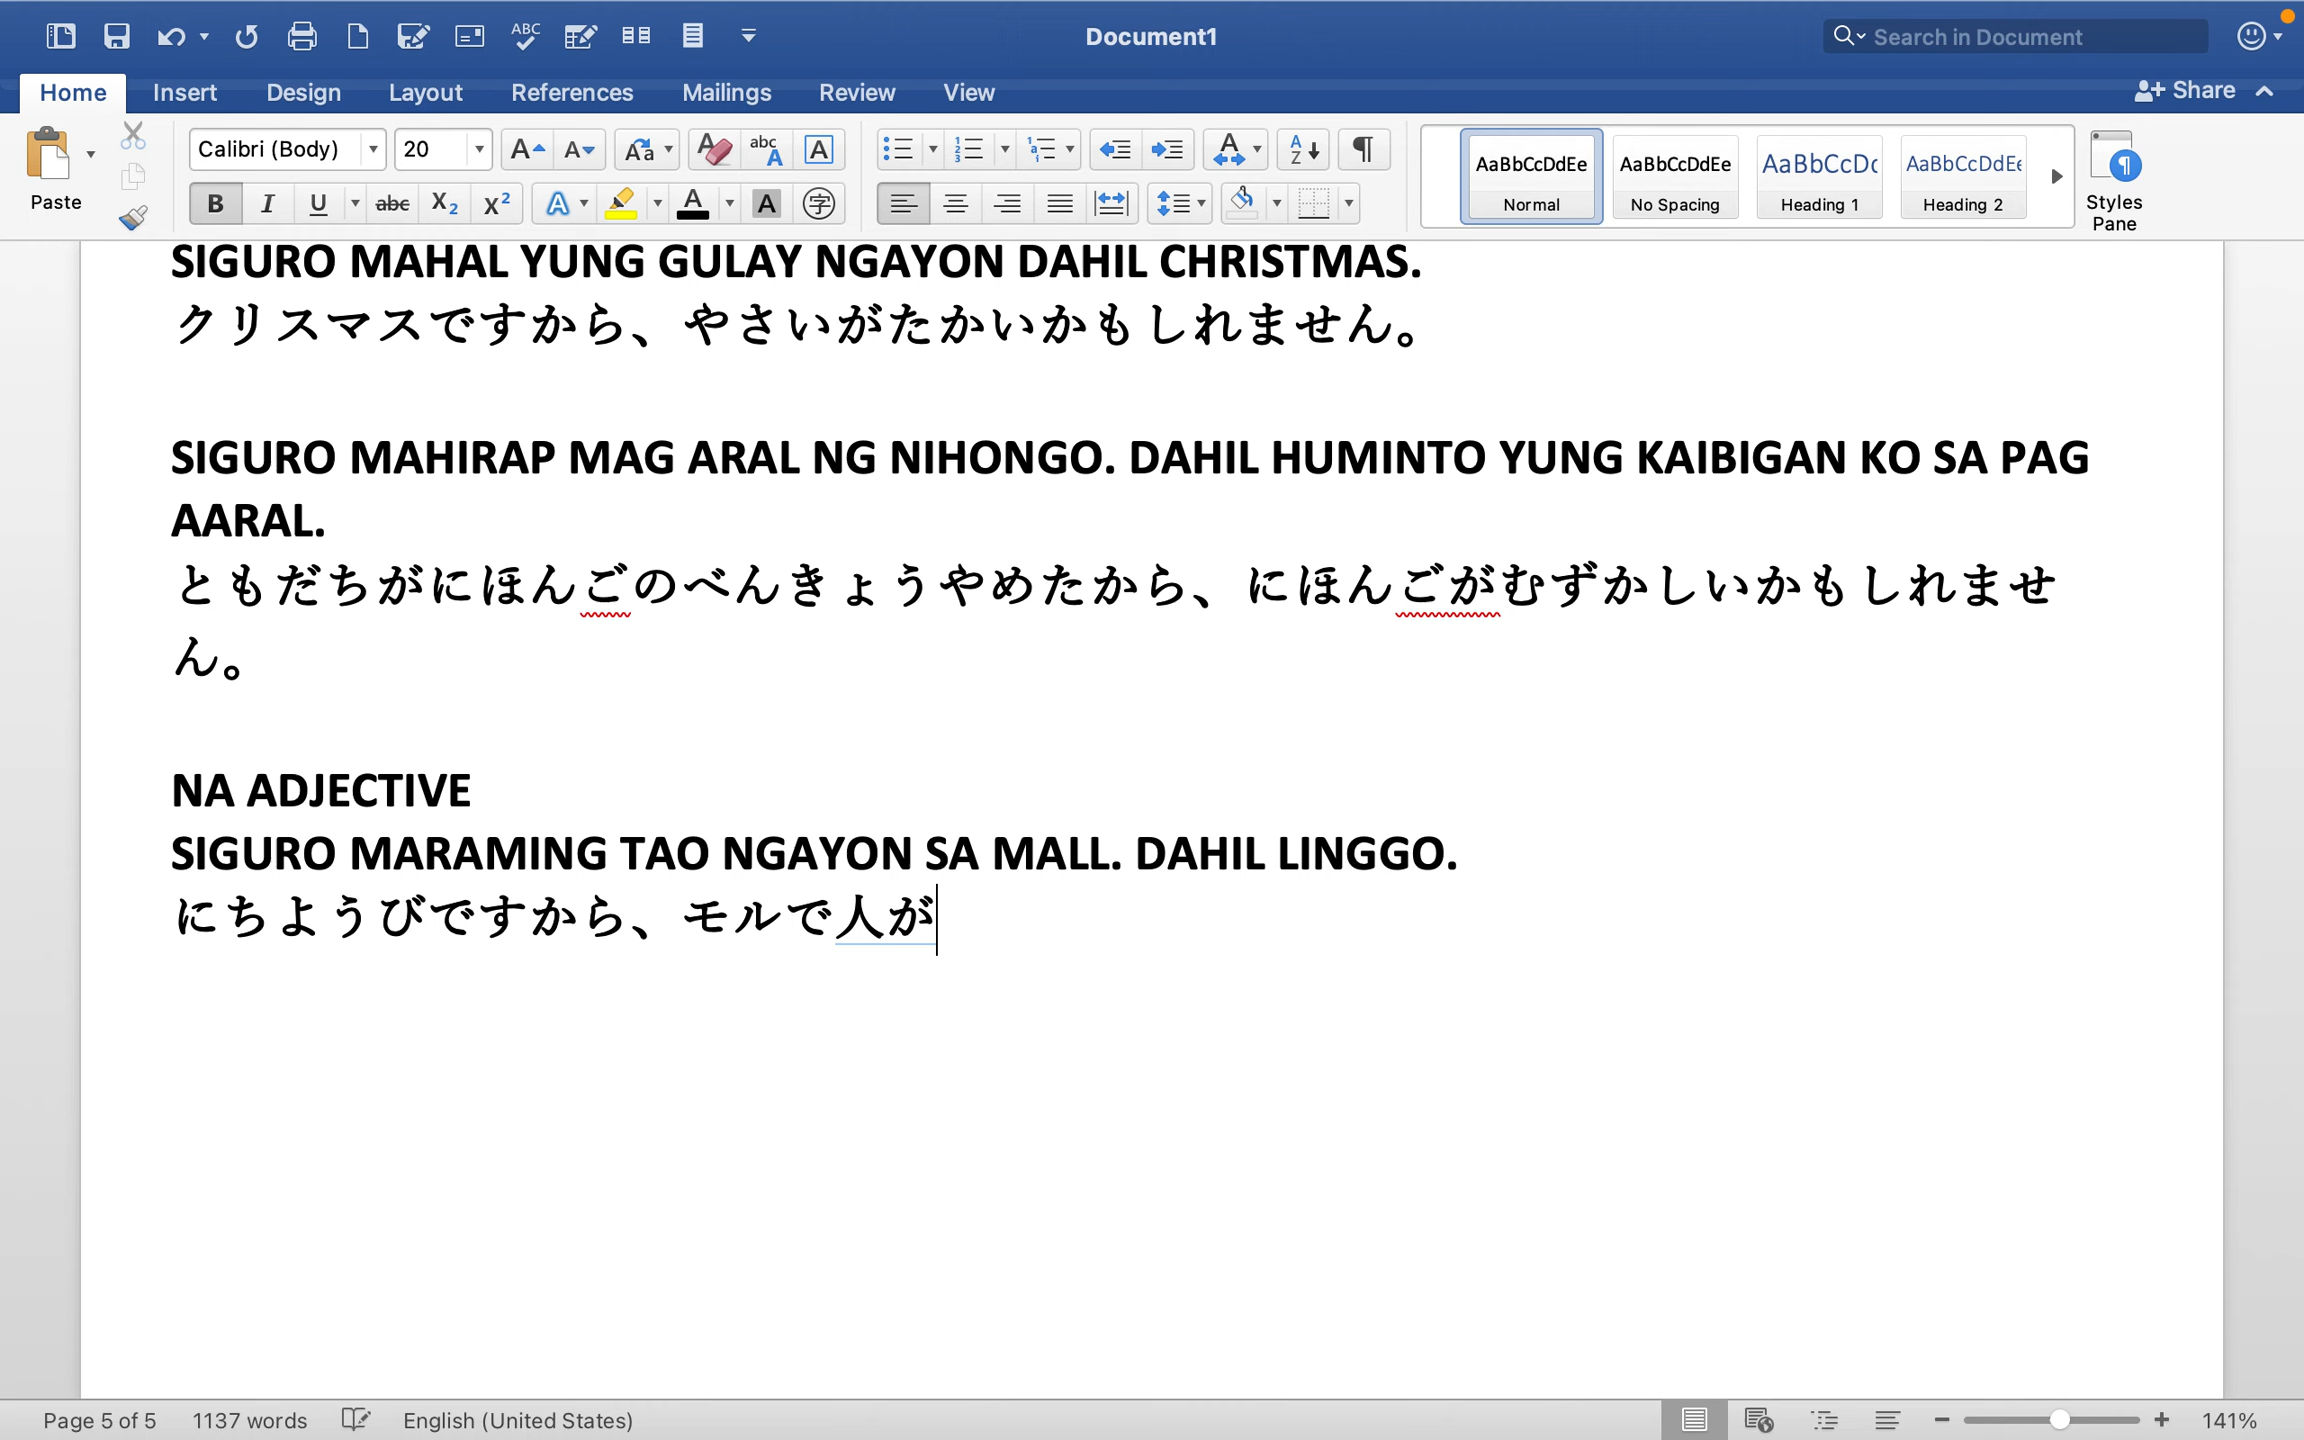 Document1
Search in Document
Home Insert Design Layout References Mailings Review View Share
Paste
Calibri (Body) 20
AaBbCcDdEe AaBbCcDdEe AaBbCcDc AaBbCcDdEe
Normal No Spacing Heading 1 Heading 2
Styles Pane
SIGURO MAHAL YUNG GULAY NGAYON DAHIL CHRISTMAS.
クリスマスですから、やさいがたかいかもしれません。
SIGURO MAHIRAP MAG ARAL NG NIHONGO. DAHIL HUMINTO YUNG KAIBIGAN KO SA PAG
AARAL.
ともだちがにほんごのべんきょうやめたから、にほんごがむずかしいかもしれませ
ん。
NA ADJECTIVE
SIGURO MARAMING TAO NGAYON SA MALL. DAHIL LINGGO.
にちようびですから、モルで人が
Page 5 of 5 1137 words English (United States) 141%